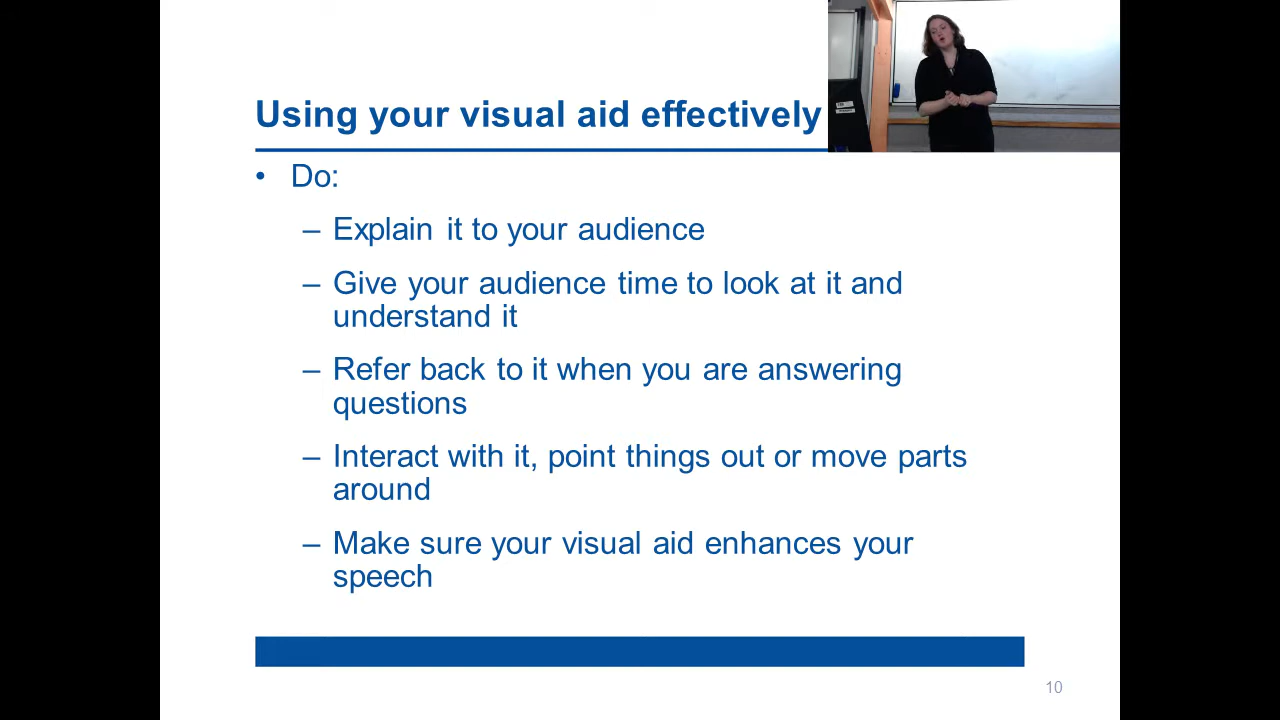 Using your visual aid effectively
• Do:
– Explain it to your audience
– Give your audience time to look at it and
understand it
– Refer back to it when you are answering
questions
– Interact with it, point things out or move parts
around
– Make sure your visual aid enhances your
speech
10